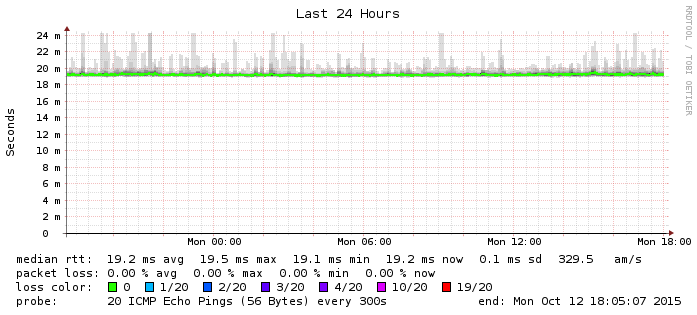 Last 24 Hours
RRDTOOL / TOBI OETIKER
Seconds
24 m
22 m
20 m
18 m
16 m
14 m
12 m
10 m
8 m
6 m
4 m
2 m
0
Mon 00:00 Mon 06:00 Mon 12:00 Mon 18:00
median rtt: 19.2 ms avg 19.5 ms max 19.1 ms min 19.2 ms now 0.1 ms sd 329.5 am/s
packet loss: 0.00 % avg 0.00 % max 0.00 % min 0.00 % now
loss color: 0 1/20 2/20 3/20 4/20 10/20 19/20
probe: 20 ICMP Echo Pings (56 Bytes) every 300s end: Mon Oct 12 18:05:07 2015